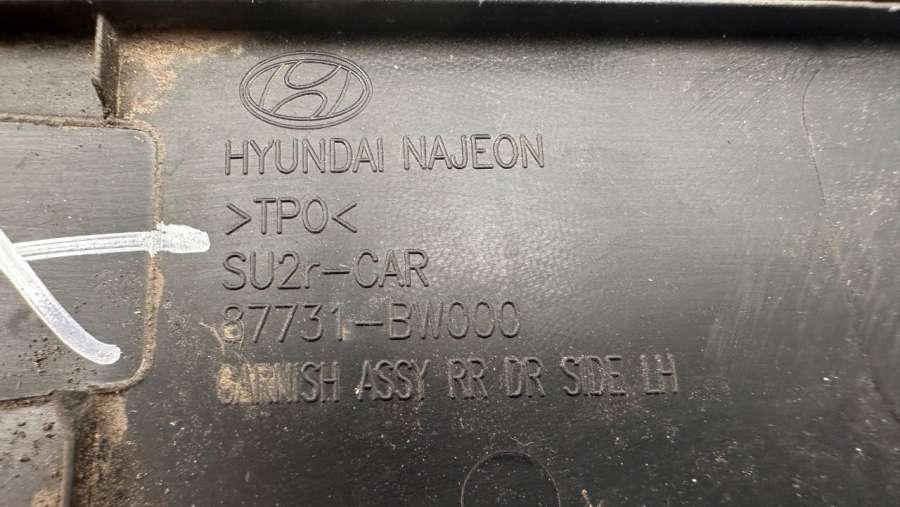 HYUNDAI NAJEON
>TPO<
SU2r-CAR
87731-BW000
GARNISH ASSY RR DR SIDE LH